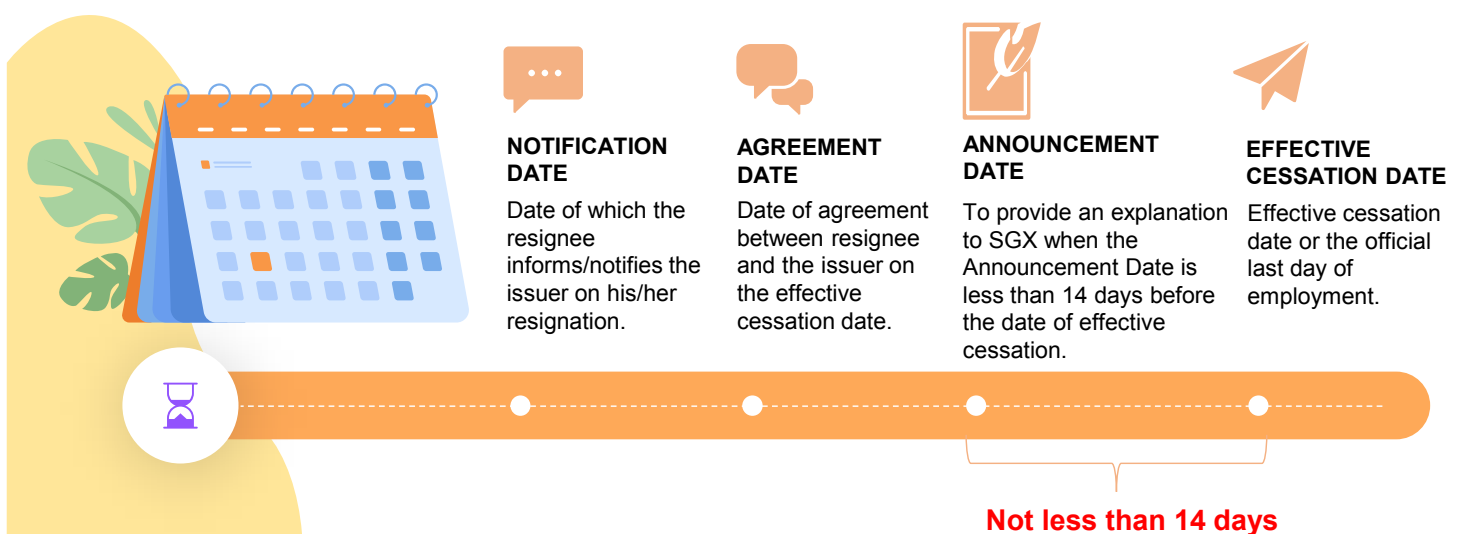 NOTIFICATION
DATE
Date of which the
resignee
informs/notifies the
issuer on his/her
resignation.
AGREEMENT
DATE
Date of agreement
between resignee
and the issuer on
the effective
cessation date.
ANNOUNCEMENT
DATE
To provide an explanation
to SGX when the
Announcement Date is
less than 14 days before
the date of effective
cessation.
EFFECTIVE
CESSATION DATE
Effective cessation
date or the official
last day of
employment.
Not less than 14 days